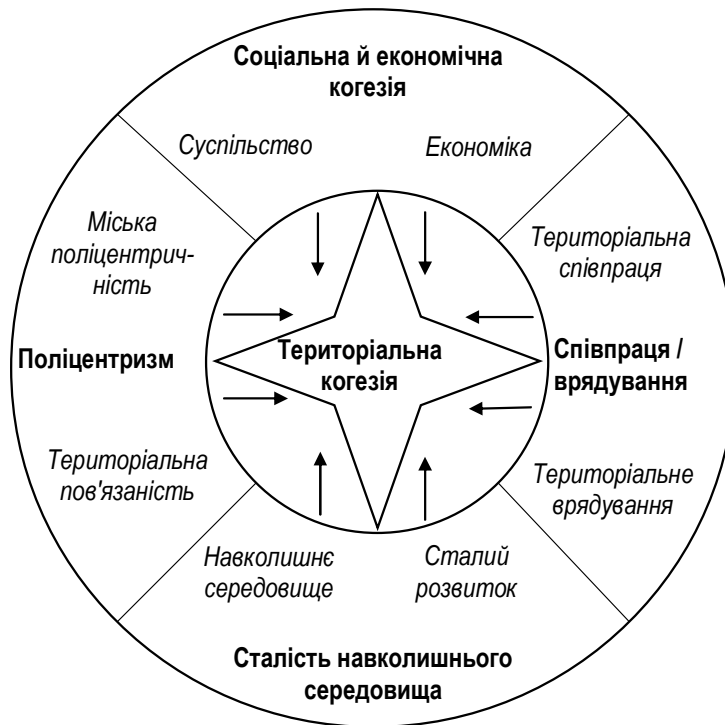 Соціальна й економічна
когезія
Суспільство
Економіка
Міська
поліцентрич-
ність
Територіальна
співпраця
Поліцентризм
Територіальна
когезія
Співпраця /
врядування
Територіальна
пов'язаність
Територіальне
врядування
Навколишнє
середовище
Сталий
розвиток
Сталість навколишнього
середовища